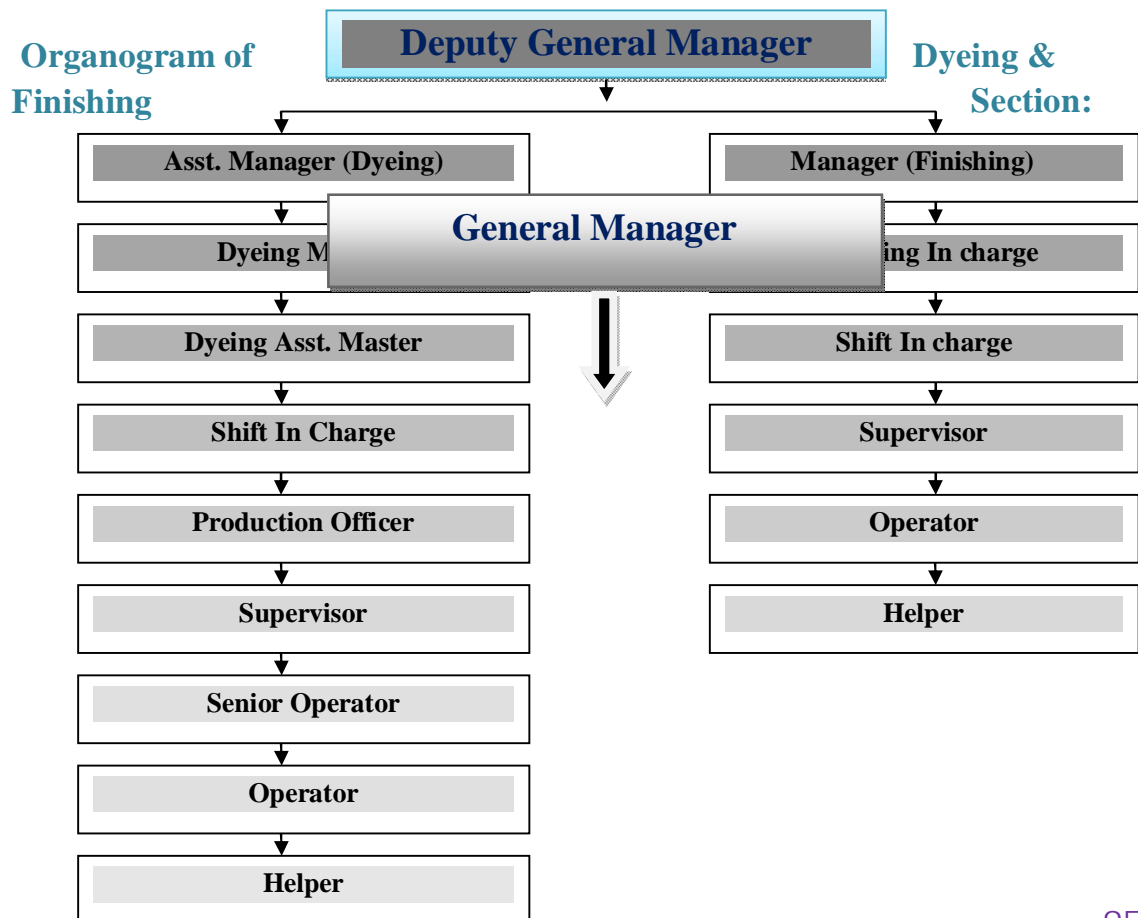 Deputy General Manager
Organogram of Dyeing &
Finishing Section:
Asst. Manager (Dyeing)
Manager (Finishing)
General Manager
Dyeing
In charge
Dyeing Asst. Master
Shift In charge
Shift In Charge
Supervisor
Production Officer
Operator
Supervisor
Helper
Senior Operator
Operator
Helper